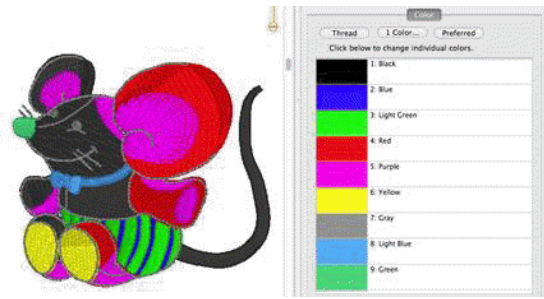 Color
Thread
1 Color...
Preferred
Click below to change individual colors.
1: Black
2: Blue
3: Light Green
4: Red
5: Purple
6: Yellow
7: Gray
8: Light Blue
9: Green